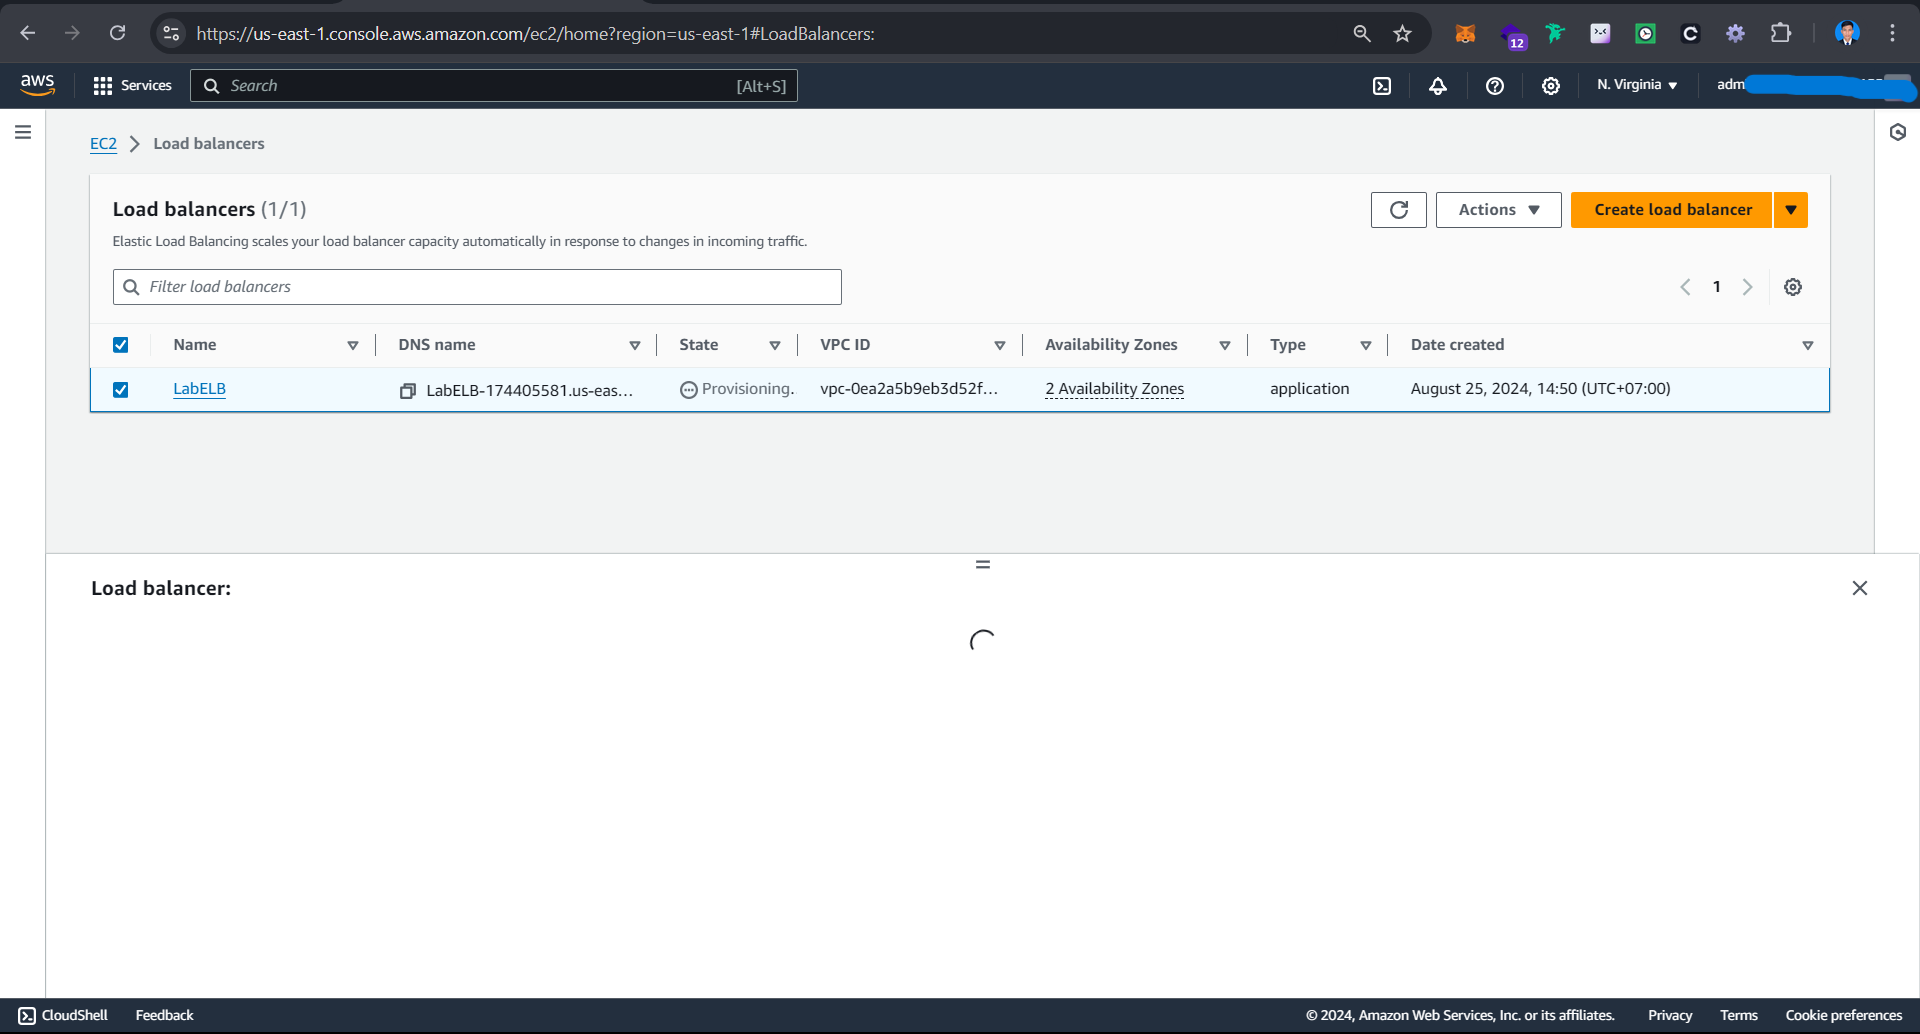 https://us-east-1.console.aws.amazon.com/ec2/home?region=us-east-1#LoadBalancers:
12
aws
Services
Search
[Alt+S]
N. Virginia
adm
EC2
Load balancers
Load balancers (1/1)
Actions
Create load balancer
Elastic Load Balancing scales your load balancer capacity automatically in response to changes in incoming traffic.
Filter load balancers
1
Name
DNS name
State
VPC ID
Availability Zones
Type
Date created
LabELB
LabELB-174405581.us-eas...
Provisioning.
vpc-0ea2a5b9eb3d52f...
2 Availability Zones
application
August 25, 2024, 14:50 (UTC+07:00)
Load balancer:
CloudShell
Feedback
© 2024, Amazon Web Services, Inc. or its affiliates.
Privacy
Terms
Cookie preferences